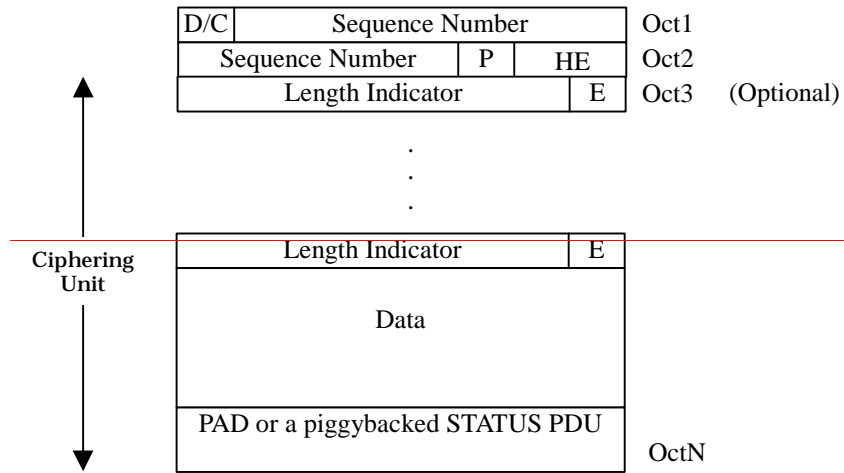 D/C Sequence Number Oct1
Sequence Number P HE Oct2
Length Indicator E Oct3 (Optional)
.
.
.
Length Indicator E
Ciphering
Unit
Data
PAD or a piggybacked STATUS PDU
OctN